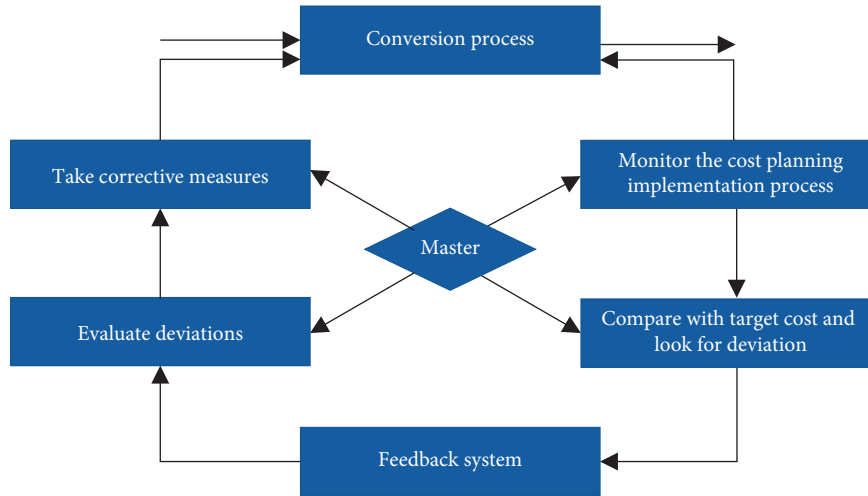 Conversion process
Take corrective measures
Monitor the cost planning
implementation process
Master
Evaluate deviations
Compare with target cost and
look for deviation
Feedback system